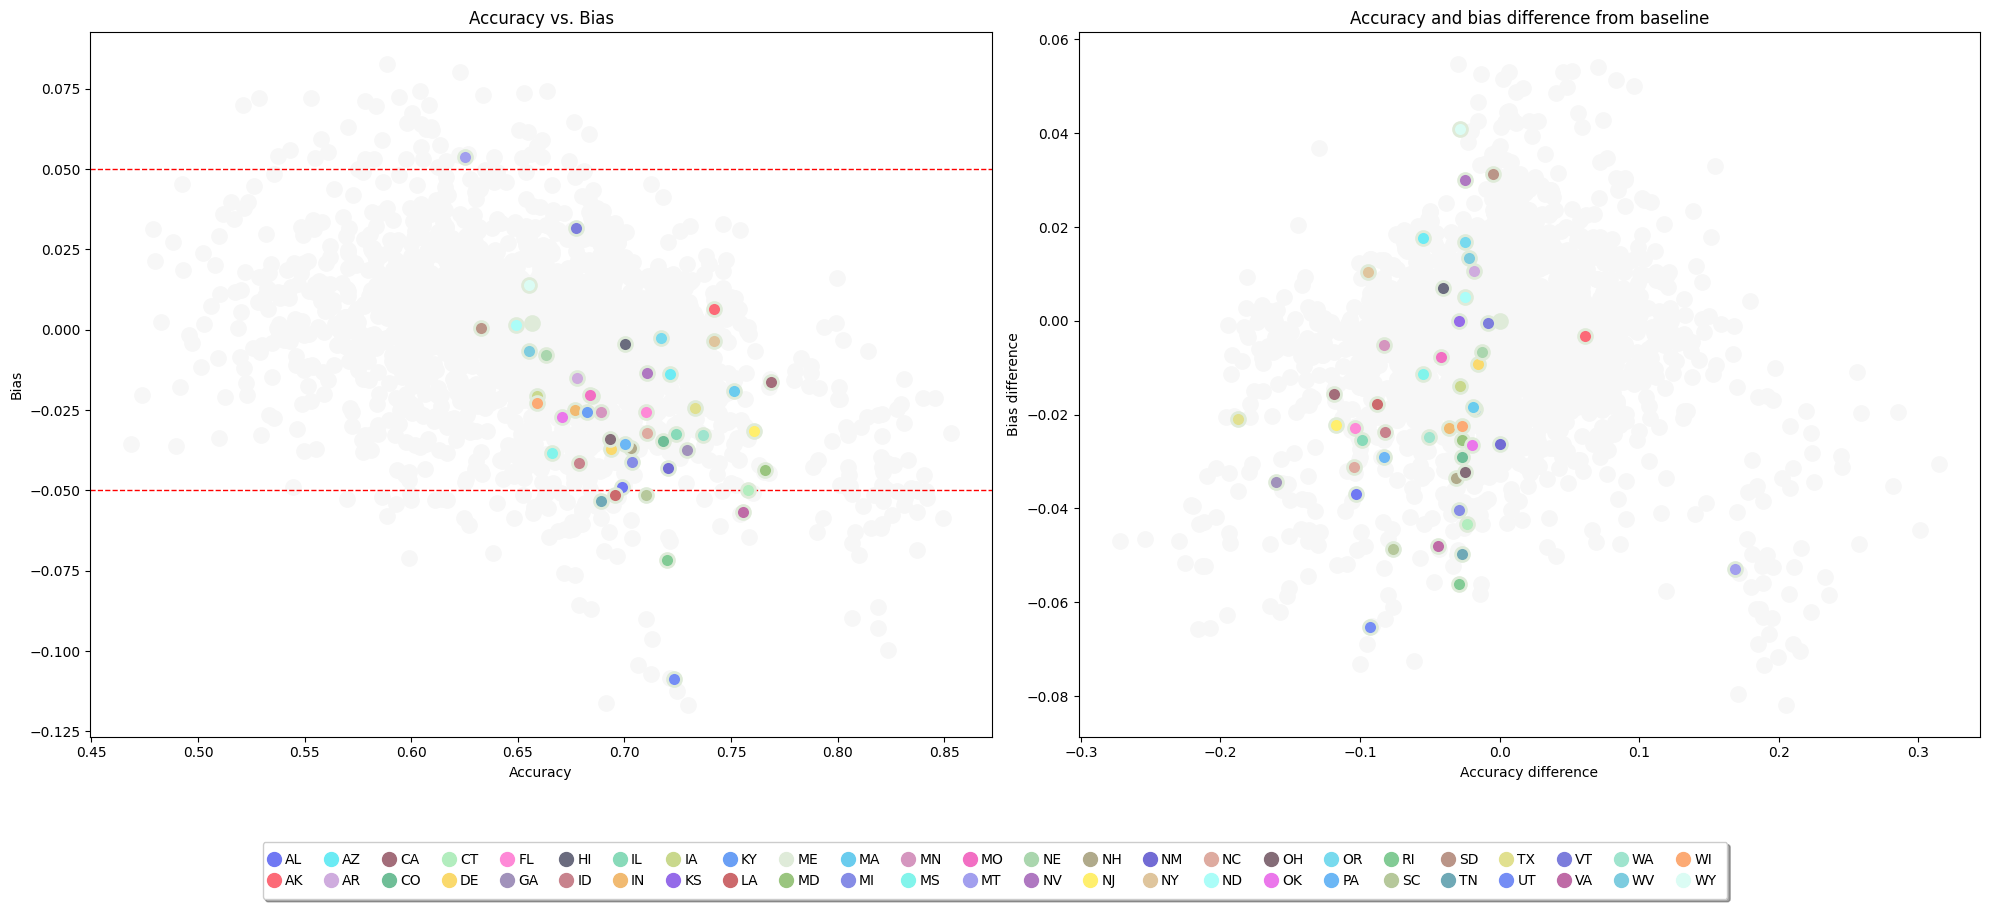 Accuracy vs. Bias
Accuracy and bias difference from baseline
0.075
0.050
0.025
0.000
−0.025
−0.050
−0.075
−0.100
−0.125
Bias
0.45 0.50 0.55 0.60 0.65 0.70 0.75 0.80 0.85
Accuracy
0.06
0.04
0.02
0.00
−0.02
−0.04
−0.06
−0.08
Bias difference
−0.3 −0.2 −0.1 0.0 0.1 0.2 0.3
Accuracy difference
AL AZ CA CT FL HI IL IA KY ME MA MN MO NE NH NM NC OH OR RI SD TX VT WA WI
AK AR CO DE GA ID IN KS LA MD MI MS MT NV NJ NY ND OK PA SC TN UT VA WV WY